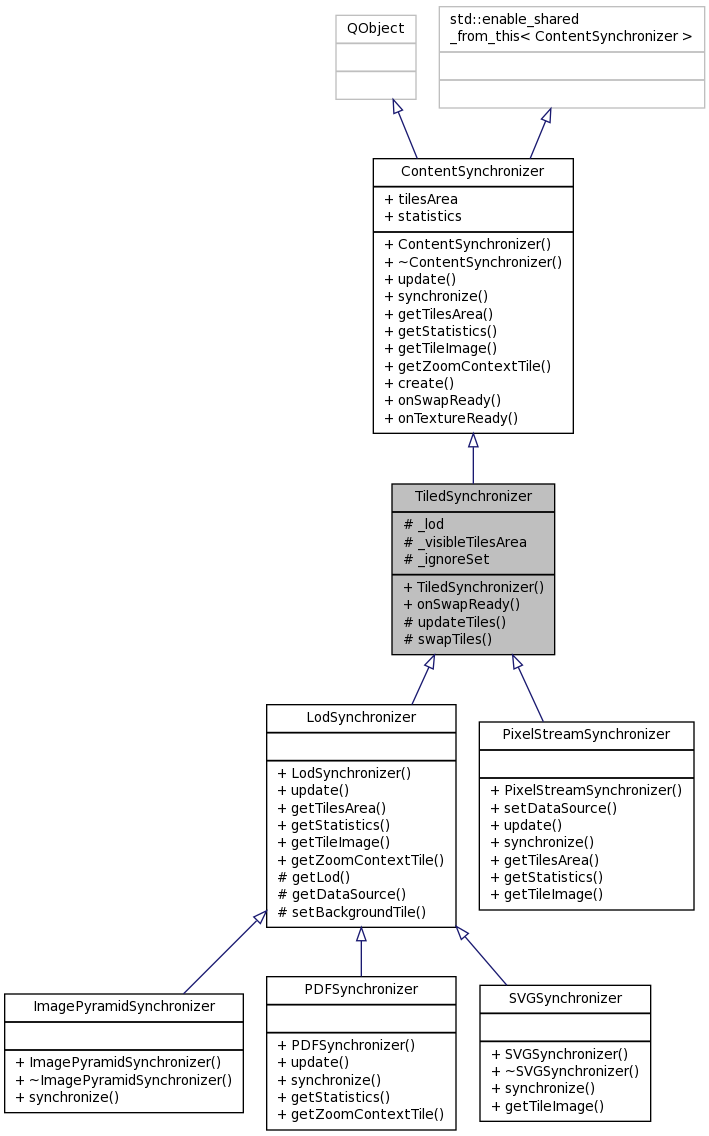 QObject
std::enable_shared
_from_this< ContentSynchronizer >
ContentSynchronizer
+ tilesArea
+ statistics
+ ContentSynchronizer()
+ ~ContentSynchronizer()
+ update()
+ synchronize()
+ getTilesArea()
+ getStatistics()
+ getTileImage()
+ getZoomContextTile()
+ create()
+ onSwapReady()
+ onTextureReady()
TiledSynchronizer
# _lod
# _visibleTilesArea
# _ignoreSet
+ TiledSynchronizer()
+ onSwapReady()
# updateTiles()
# swapTiles()
LodSynchronizer
+ LodSynchronizer()
+ update()
+ getTilesArea()
+ getStatistics()
+ getTileImage()
+ getZoomContextTile()
# getLod()
# getDataSource()
# setBackgroundTile()
PixelStreamSynchronizer
+ PixelStreamSynchronizer()
+ setDataSource()
+ update()
+ synchronize()
+ getTilesArea()
+ getStatistics()
+ getTileImage()
ImagePyramidSynchronizer
+ ImagePyramidSynchronizer()
+ ~ImagePyramidSynchronizer()
+ synchronize()
PDFSynchronizer
+ PDFSynchronizer()
+ update()
+ synchronize()
+ getStatistics()
+ getZoomContextTile()
SVGSynchronizer
+ SVGSynchronizer()
+ ~SVGSynchronizer()
+ synchronize()
+ getTileImage()